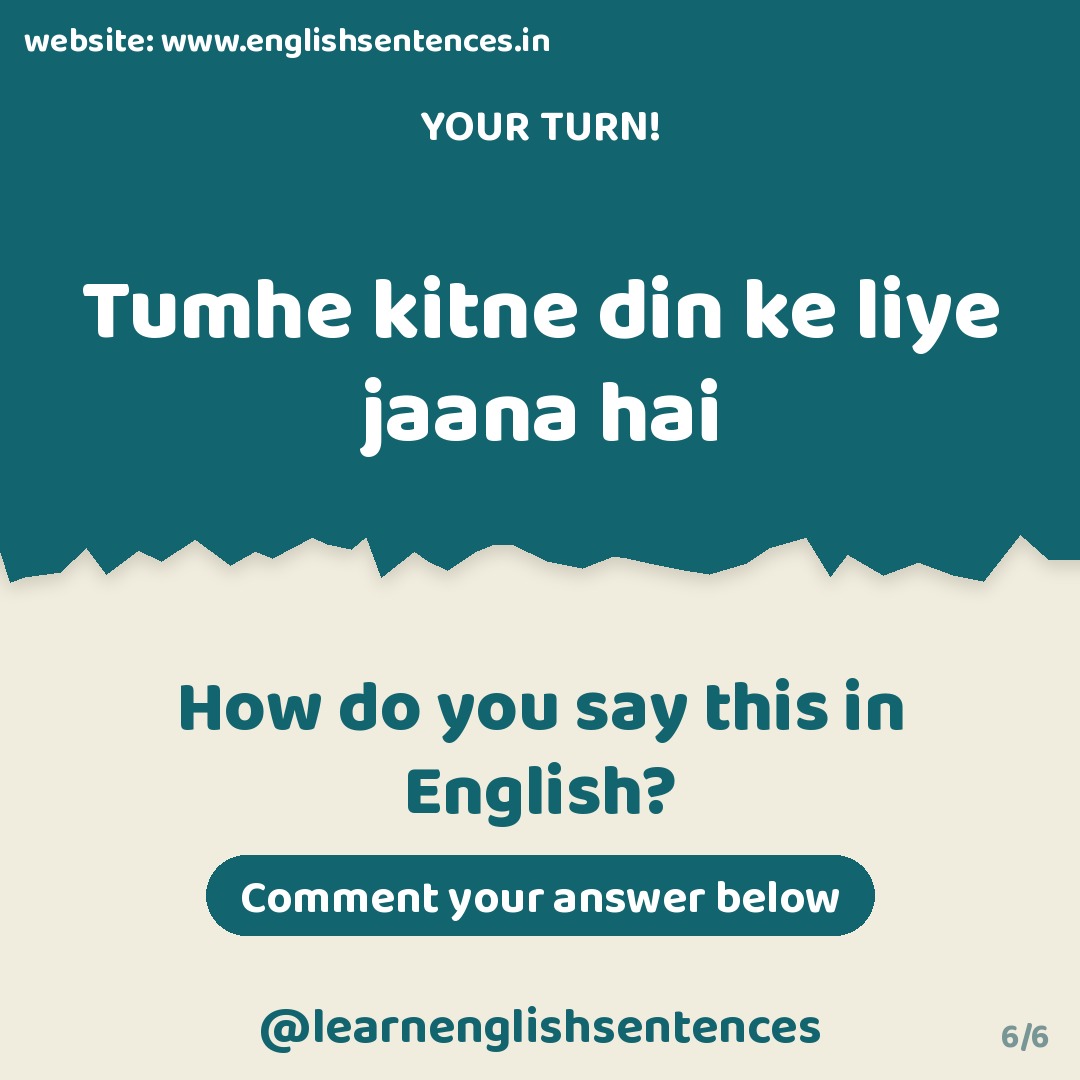 website: www.englishsentences.in
YOUR TURN!
Tumhe kitne din ke liye
jaana hai
How do you say this in
English?
Comment your answer below
@learnenglishsentences
6/6